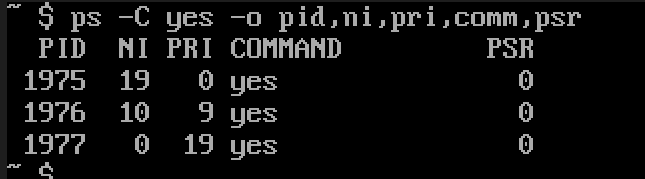 ~ $ ps -C yes -o pid,ni,pri,comm,psr
PID NI PRI COMMAND PSR
1975 19 0 yes 0
1976 10 9 yes 0
1977 0 19 yes 0
~ $